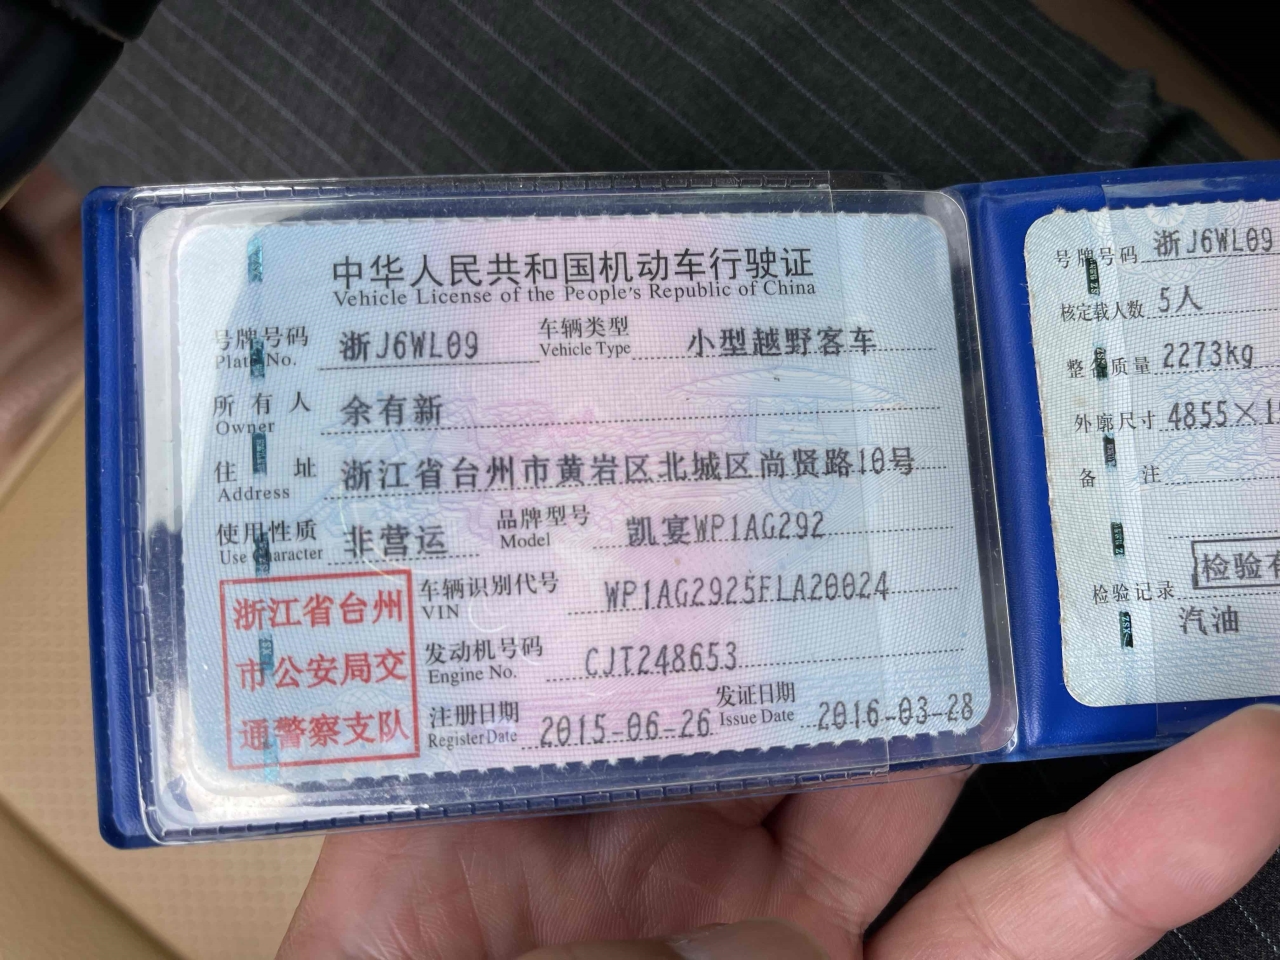 中华人民共和国机动车行驶证
Vehicle License of the People's Republic of China
号牌号码 浙J6WL09 车辆类型 小型越野客车
Plate No. Vehicle Type
所有人 余有新
Owner
住址 浙江省台州市黄岩区北城区尚贤路10号
Address
使用性质 非营运 品牌型号 凯宴WP1AG292
Use Character Model
车辆识别代号 WP1AG2925FLA20024
VIN
发动机号码 CJT248653
Engine No.
注册日期 2015-06-26 发证日期 2016-03-28
Register Date Issue Date
浙江省台州
市公安局交
通警察支队
号牌号码 浙J6WL09
核定载人数 5人
整备质量 2273kg
外廓尺寸 4855×1
备注
检验记录 检验有
汽油